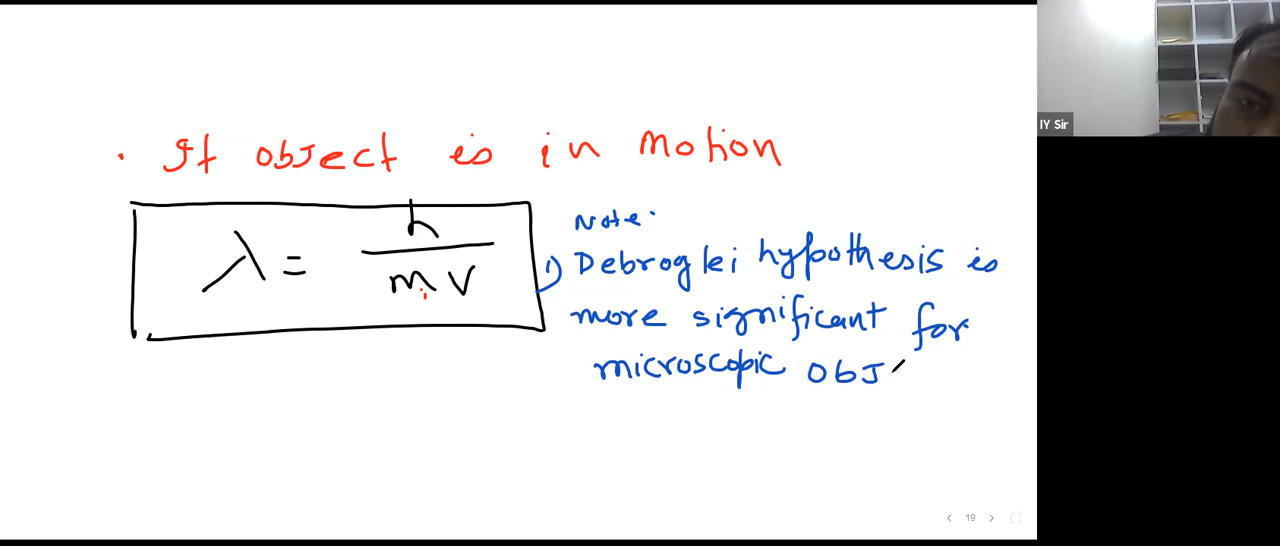 . If object is in motion
λ = h / mv
Note.
1) Debroglei hypothesis is
more significant for
microscopic obj
IY Sir
19